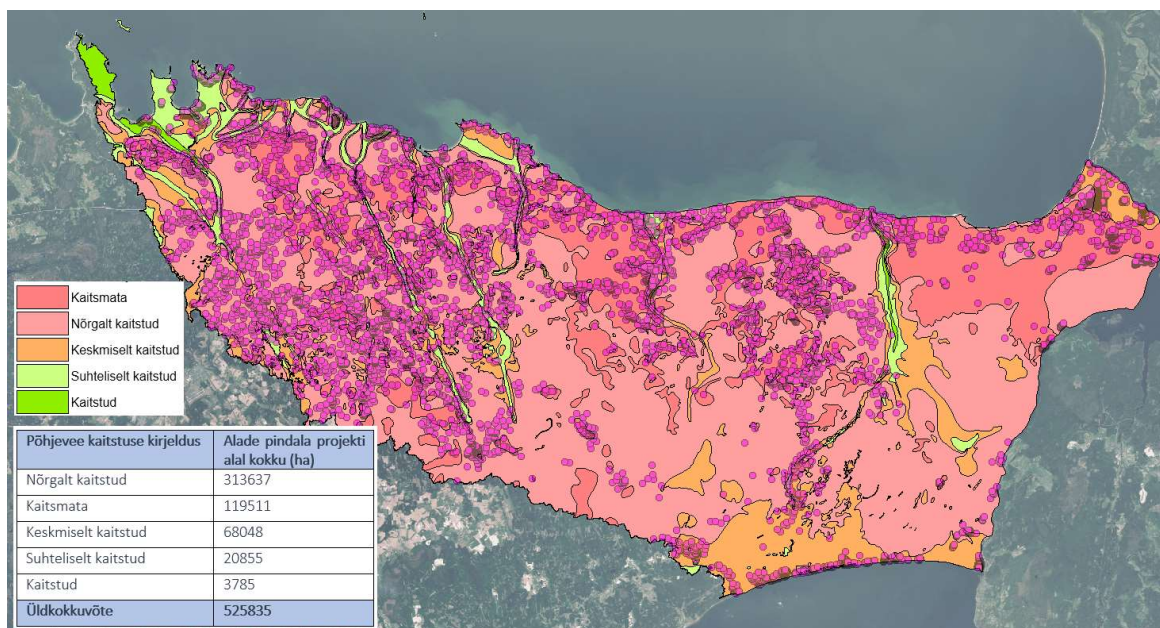 Kaitsmata
Nõrgalt kaitstud
Keskmiselt kaitstud
Suhteliselt kaitstud
Kaitstud
Põhjevee kaitstuse kirjeldus Alade pindala projekti
alal kokku (ha)
Nõrgalt kaitstud 313637
Kaitsmata 119511
Keskmiselt kaitstud 68048
Suhteliselt kaitstud 20855
Kaitstud 3785
Üldkokkuvõte 525835